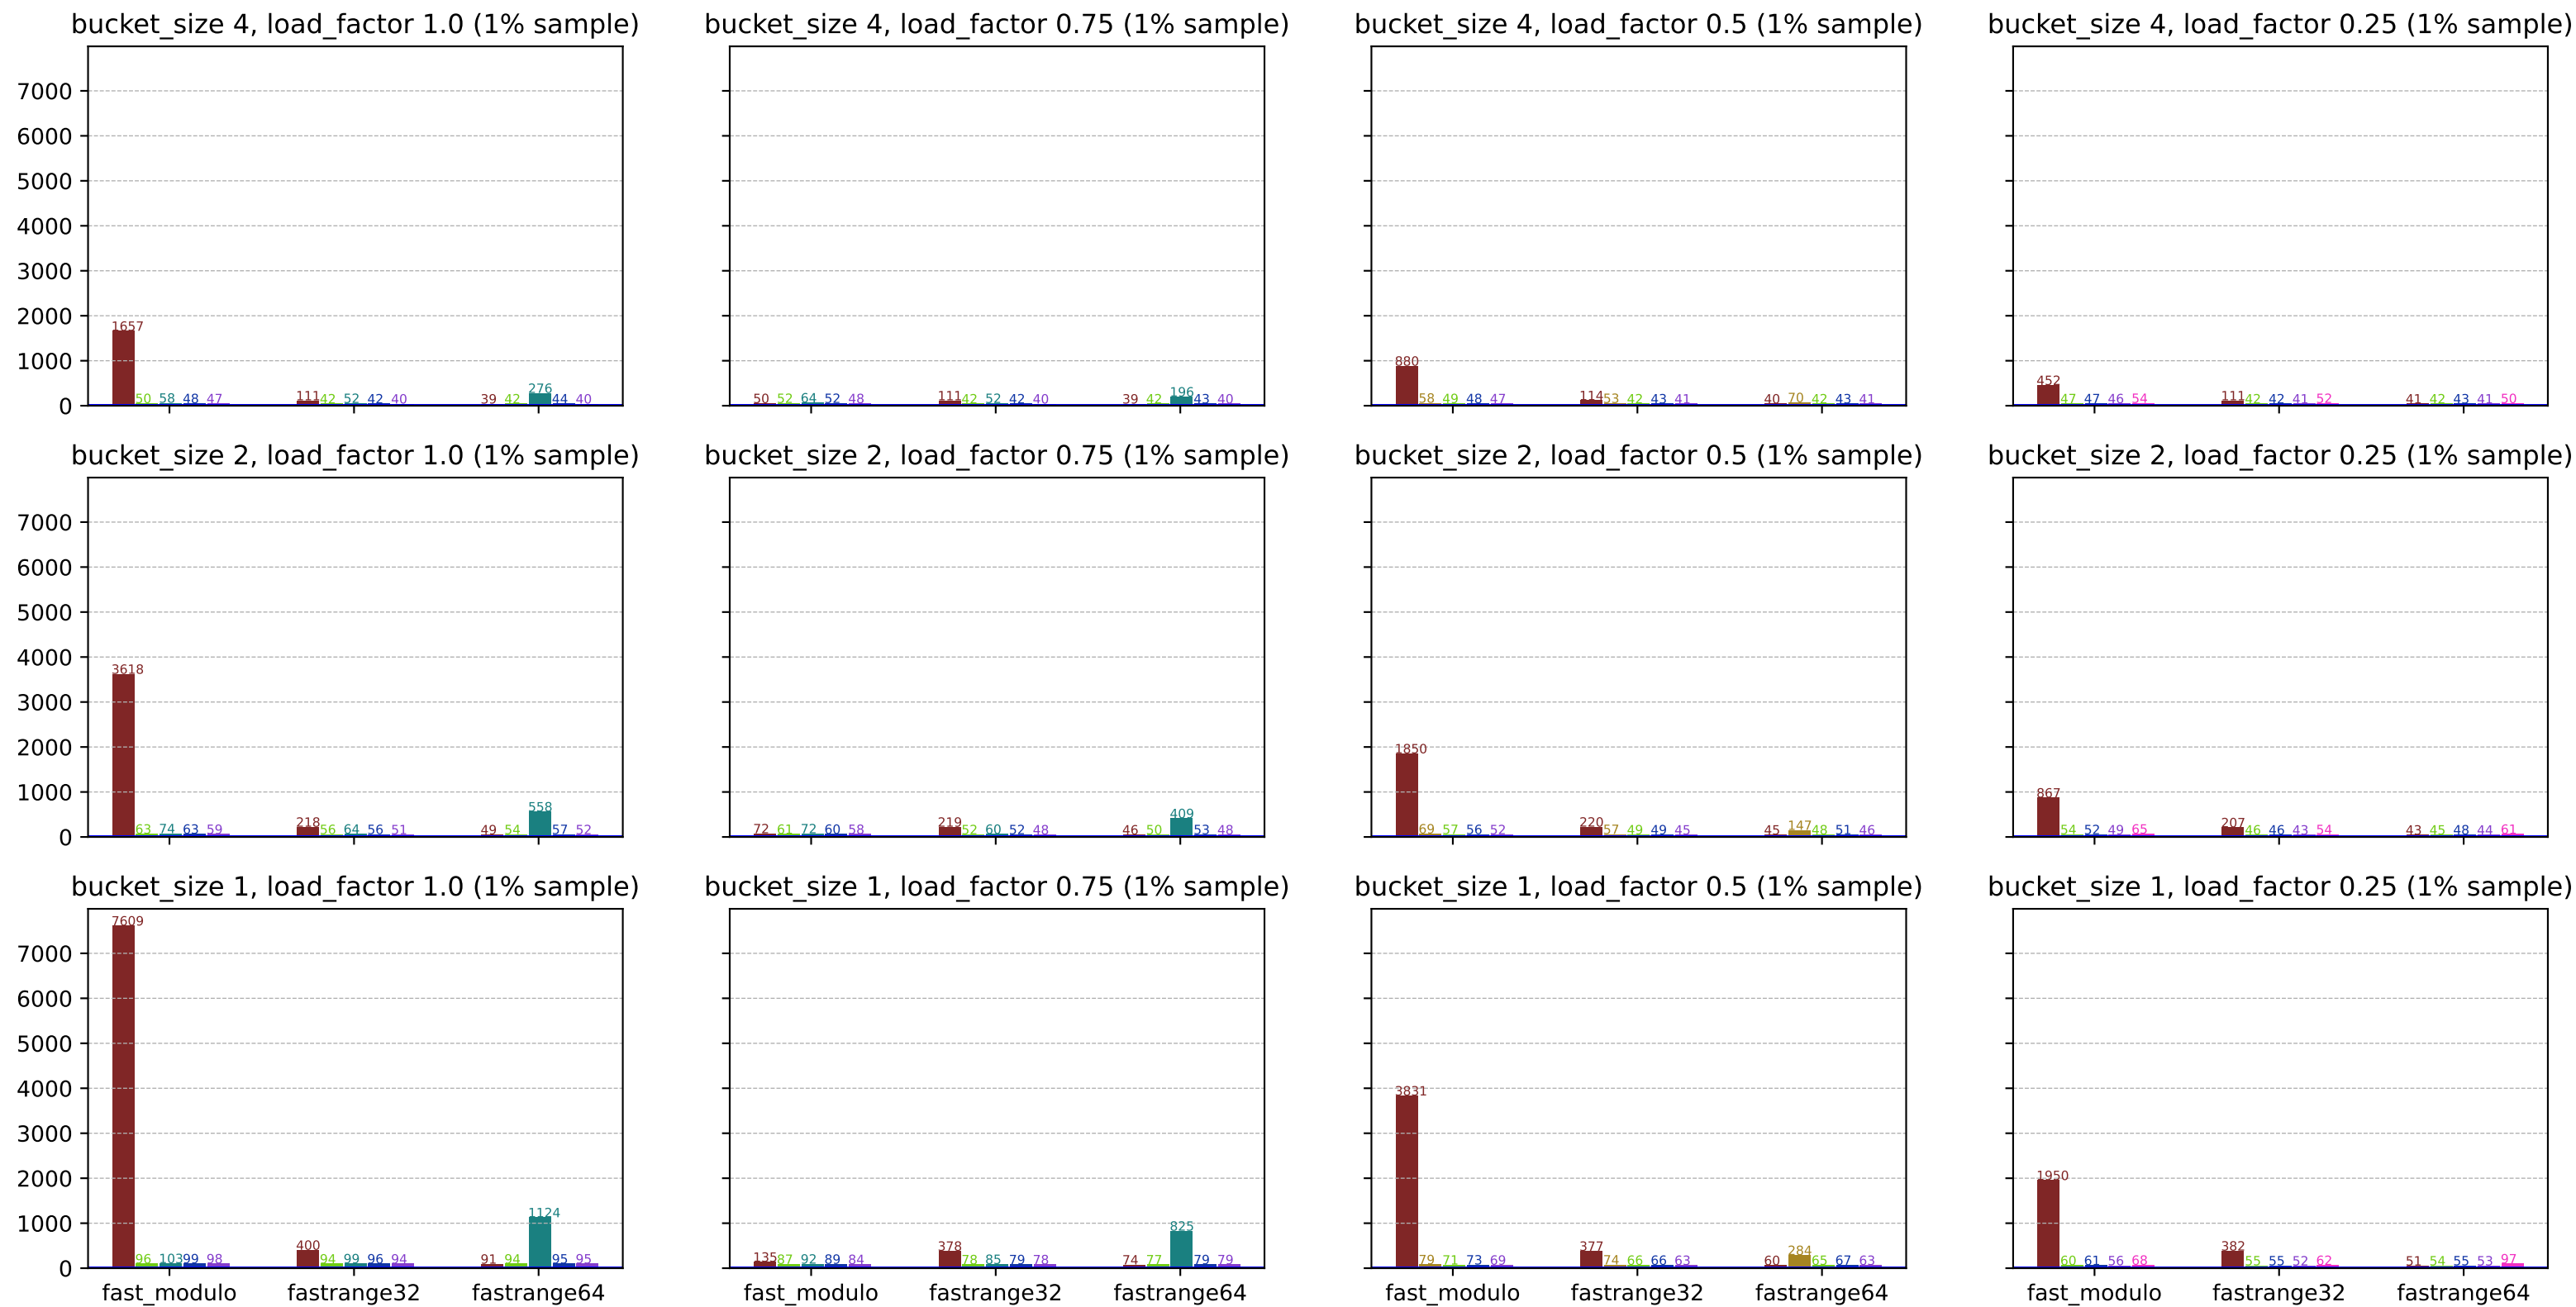 bucket_size 4, load_factor 1.0 (1% sample)
7000
6000
5000
4000
3000
2000
1000
0
1657 50 58 48 47 111 42 52 42 40 39 42 276 44 40
bucket_size 4, load_factor 0.75 (1% sample)
50 52 64 52 48 111 42 52 42 40 39 42 196 43 40
bucket_size 4, load_factor 0.5 (1% sample)
880 58 49 48 47 114 53 42 43 41 40 70 42 43 41
bucket_size 4, load_factor 0.25 (1% sample)
452 47 47 46 54 111 42 42 41 52 41 42 43 41 50
bucket_size 2, load_factor 1.0 (1% sample)
7000
6000
5000
4000
3000
2000
1000
0
3618 63 74 63 59 218 56 64 56 51 49 54 558 57 52
bucket_size 2, load_factor 0.75 (1% sample)
72 61 72 60 58 219 52 60 52 48 46 50 409 53 48
bucket_size 2, load_factor 0.5 (1% sample)
1850 69 57 56 52 220 57 49 49 45 45 147 48 51 46
bucket_size 2, load_factor 0.25 (1% sample)
867 54 52 49 65 207 46 46 43 54 43 45 48 44 61
bucket_size 1, load_factor 1.0 (1% sample)
7000
6000
5000
4000
3000
2000
1000
0
7609 96 103 99 98 400 94 99 96 94 91 94 1124 95 95
fast_modulo fastrange32 fastrange64
bucket_size 1, load_factor 0.75 (1% sample)
135 87 92 89 84 378 78 85 79 78 74 77 825 79 79
fast_modulo fastrange32 fastrange64
bucket_size 1, load_factor 0.5 (1% sample)
3831 79 71 73 69 377 74 66 66 63 60 284 65 67 63
fast_modulo fastrange32 fastrange64
bucket_size 1, load_factor 0.25 (1% sample)
1950 60 61 56 68 382 55 55 52 62 51 54 55 53 97
fast_modulo fastrange32 fastrange64